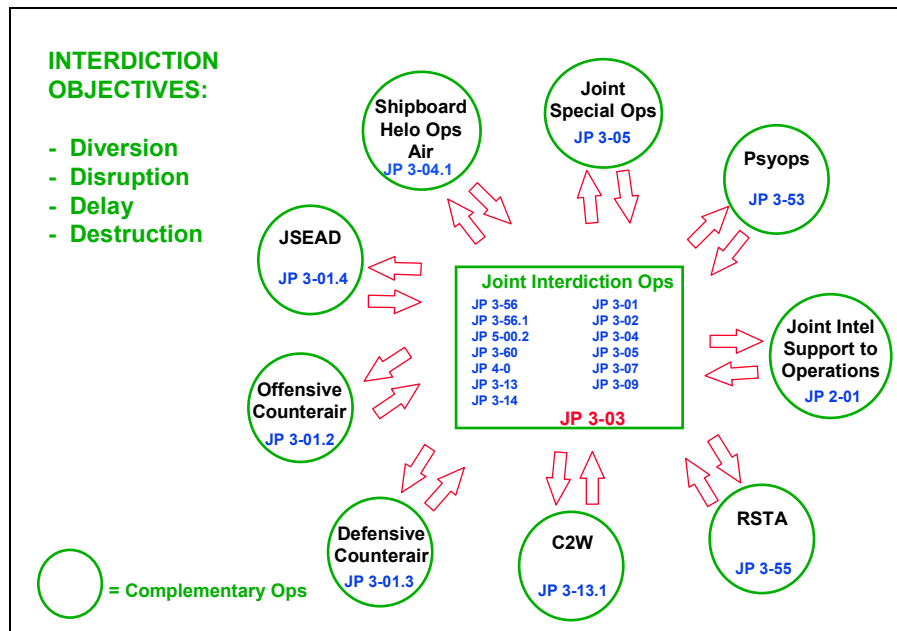 INTERDICTION
OBJECTIVES:
- Diversion
- Disruption
- Delay
- Destruction
Shipboard
Helo Ops
Air
JP 3-04.1
Joint
Special Ops
JP 3-05
Psyops
JP 3-53
JSEAD
JP 3-01.4
Joint Interdiction Ops
JP 3-56
JP 3-56.1
JP 5-00.2
JP 3-60
JP 4-0
JP 3-13
JP 3-14
JP 3-01
JP 3-02
JP 3-04
JP 3-05
JP 3-07
JP 3-09
JP 3-03
Joint Intel
Support to
Operations
JP 2-01
Offensive
Counterair
JP 3-01.2
Defensive
Counterair
JP 3-01.3
C2W
JP 3-13.1
RSTA
JP 3-55
= Complementary Ops